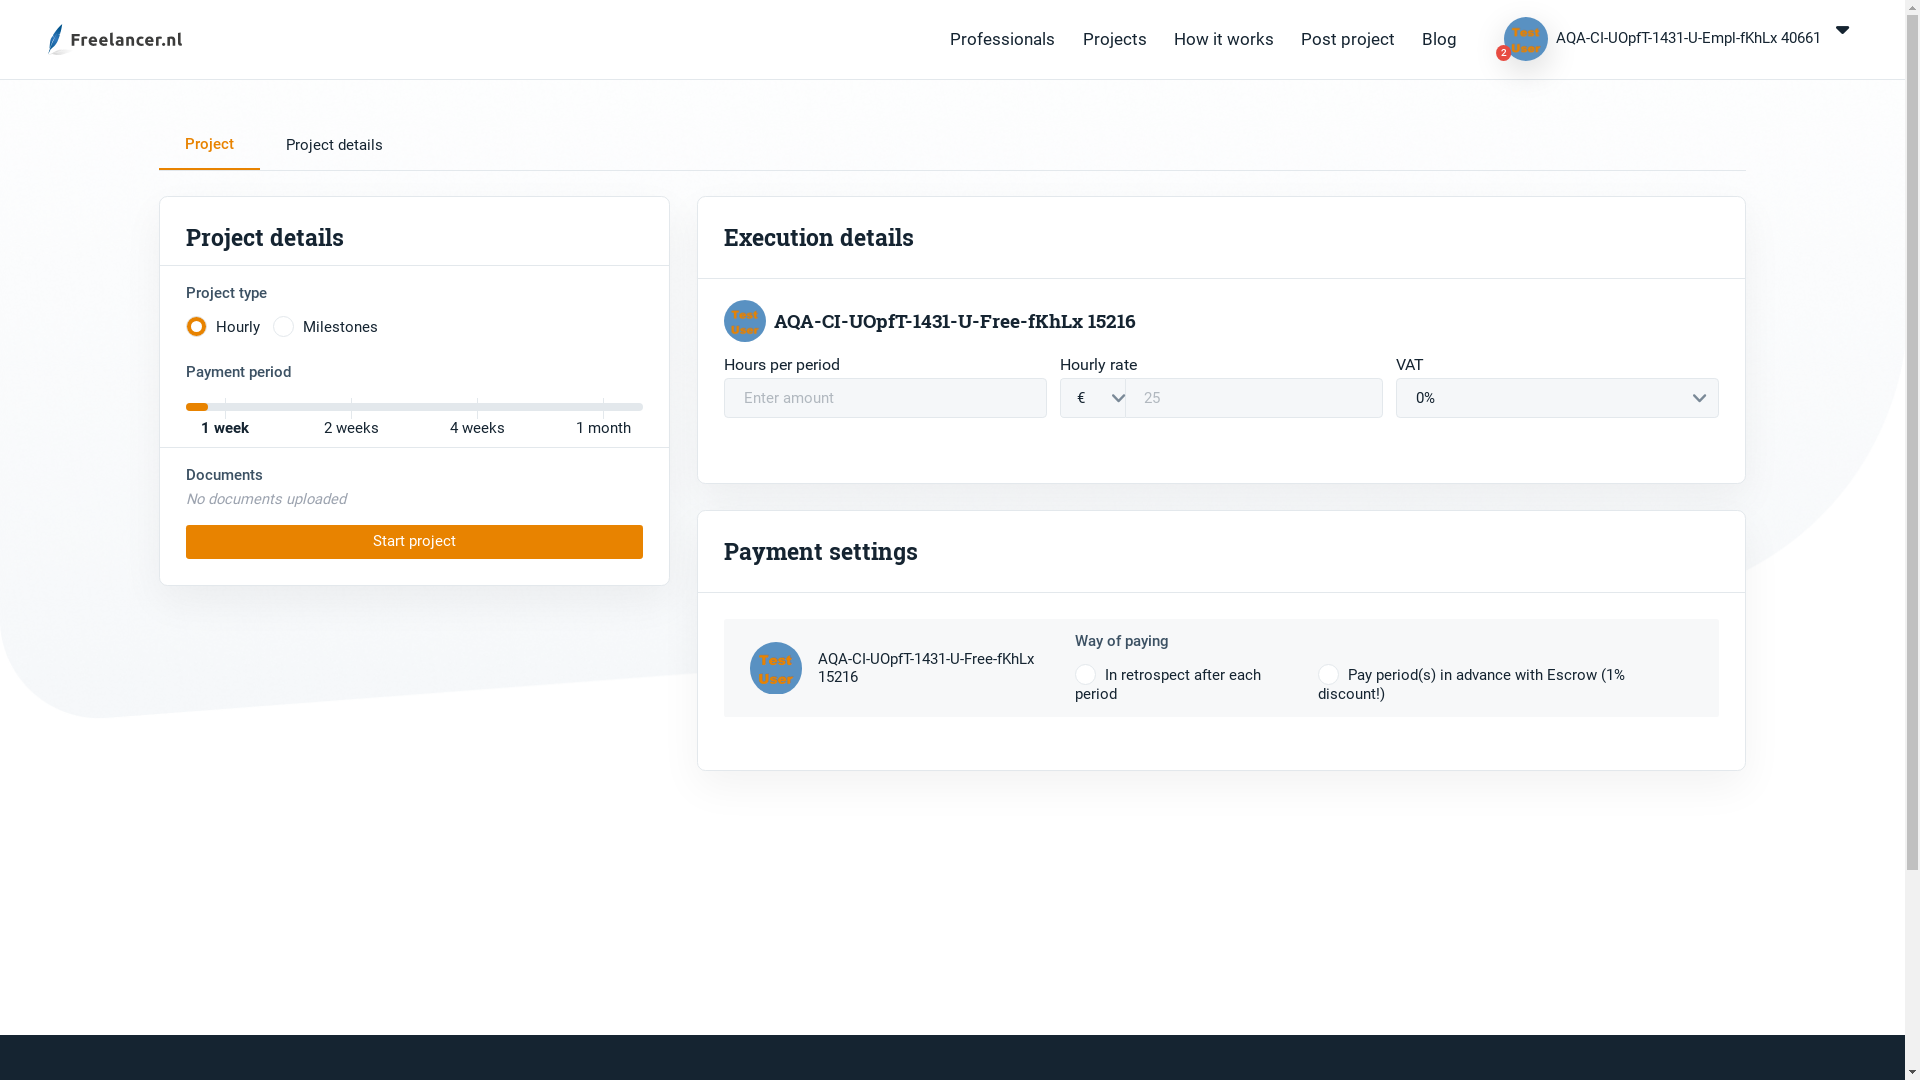 Freelancer.nl
Professionals
Projects
How it works
Post project
Blog
Test User
2
AQA-CI-UOpfT-1431-U-Empl-fKhLx 40661
Project
Project details
Project details
Project type
Hourly
Milestones
Payment period
1 week
2 weeks
4 weeks
1 month
Documents
No documents uploaded
Start project
Execution details
Test User
AQA-CI-UOpfT-1431-U-Free-fKhLx 15216
Hours per period
Enter amount
Hourly rate
€
25
VAT
0%
Payment settings
Test
User
AQA-CI-UOpfT-1431-U-Free-fKhLx
15216
Way of paying
In retrospect after each
period
Pay period(s) in advance with Escrow (1%
discount!)